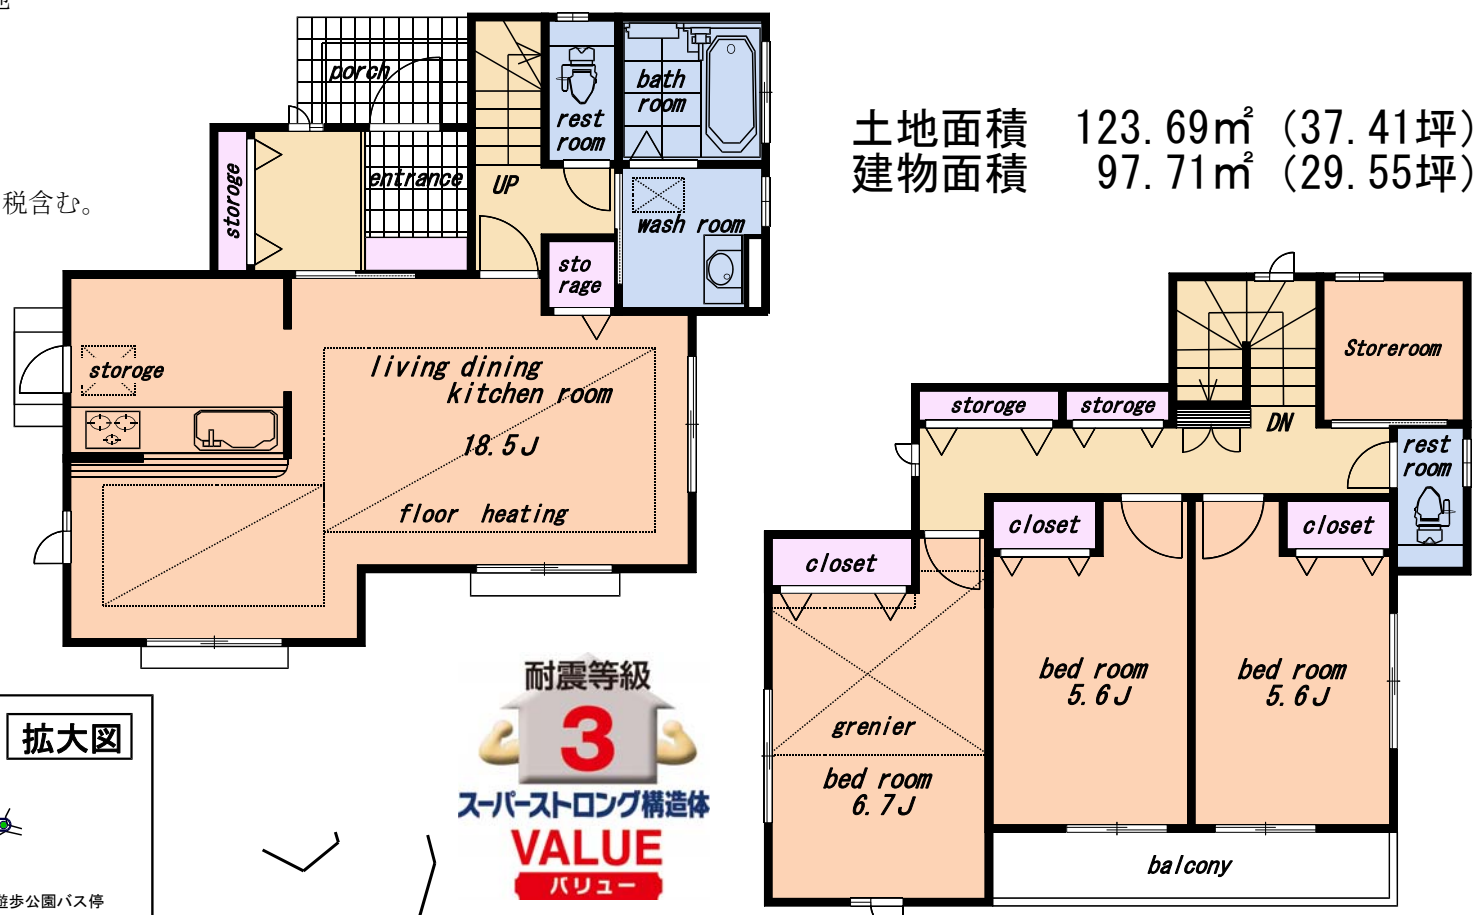 土地面積 123.69㎡ (37.41坪)
建物面積 97.71㎡ (29.55坪)
税含む。
porch
storoge
entrance
UP
rest
room
bath
room
wash room
sto
rage
storoge
living dining
kitchen room
18.5J
floor heating
storoge
storoge
DN
Storeroom
rest
room
closet
closet
closet
bed room
5.6J
bed room
5.6J
grenier
bed room
6.7J
balcony
耐震等級
3
スーパーストロング構造体
VALUE
バリュー
拡大図
遊歩公園バス停